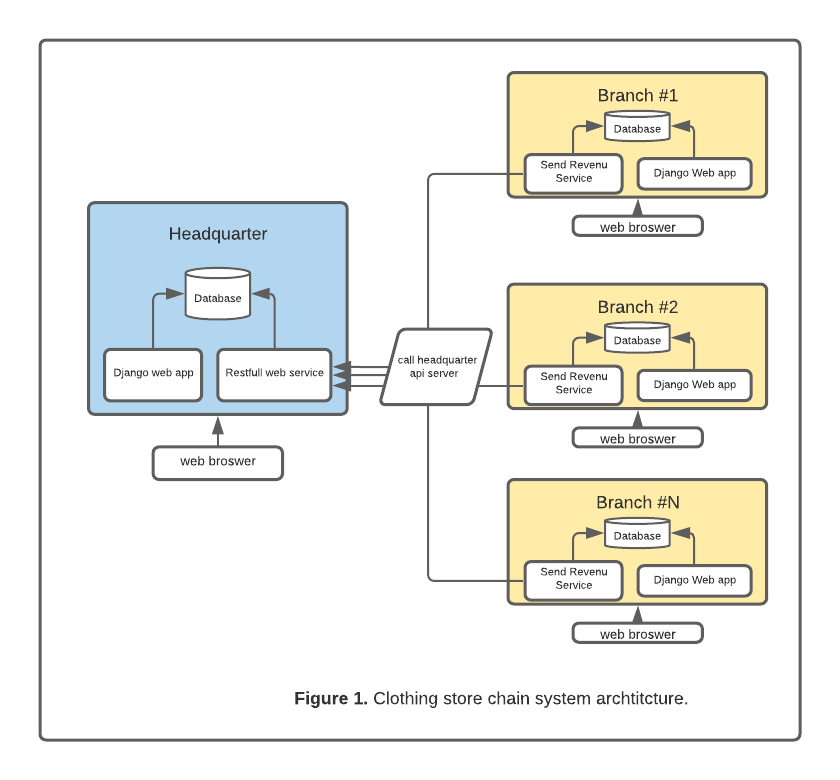 Branch #1
Database
Send Revenu
Service
Django Web app
web broswer
Headquarter
Database
Django web app
Restfull web service
web broswer
call headquarter
api server
Branch #2
Database
Send Revenu
Service
Django Web app
web broswer
Branch #N
Database
Send Revenu
Service
Django Web app
web broswer
Figure 1. Clothing store chain system archtitcture.